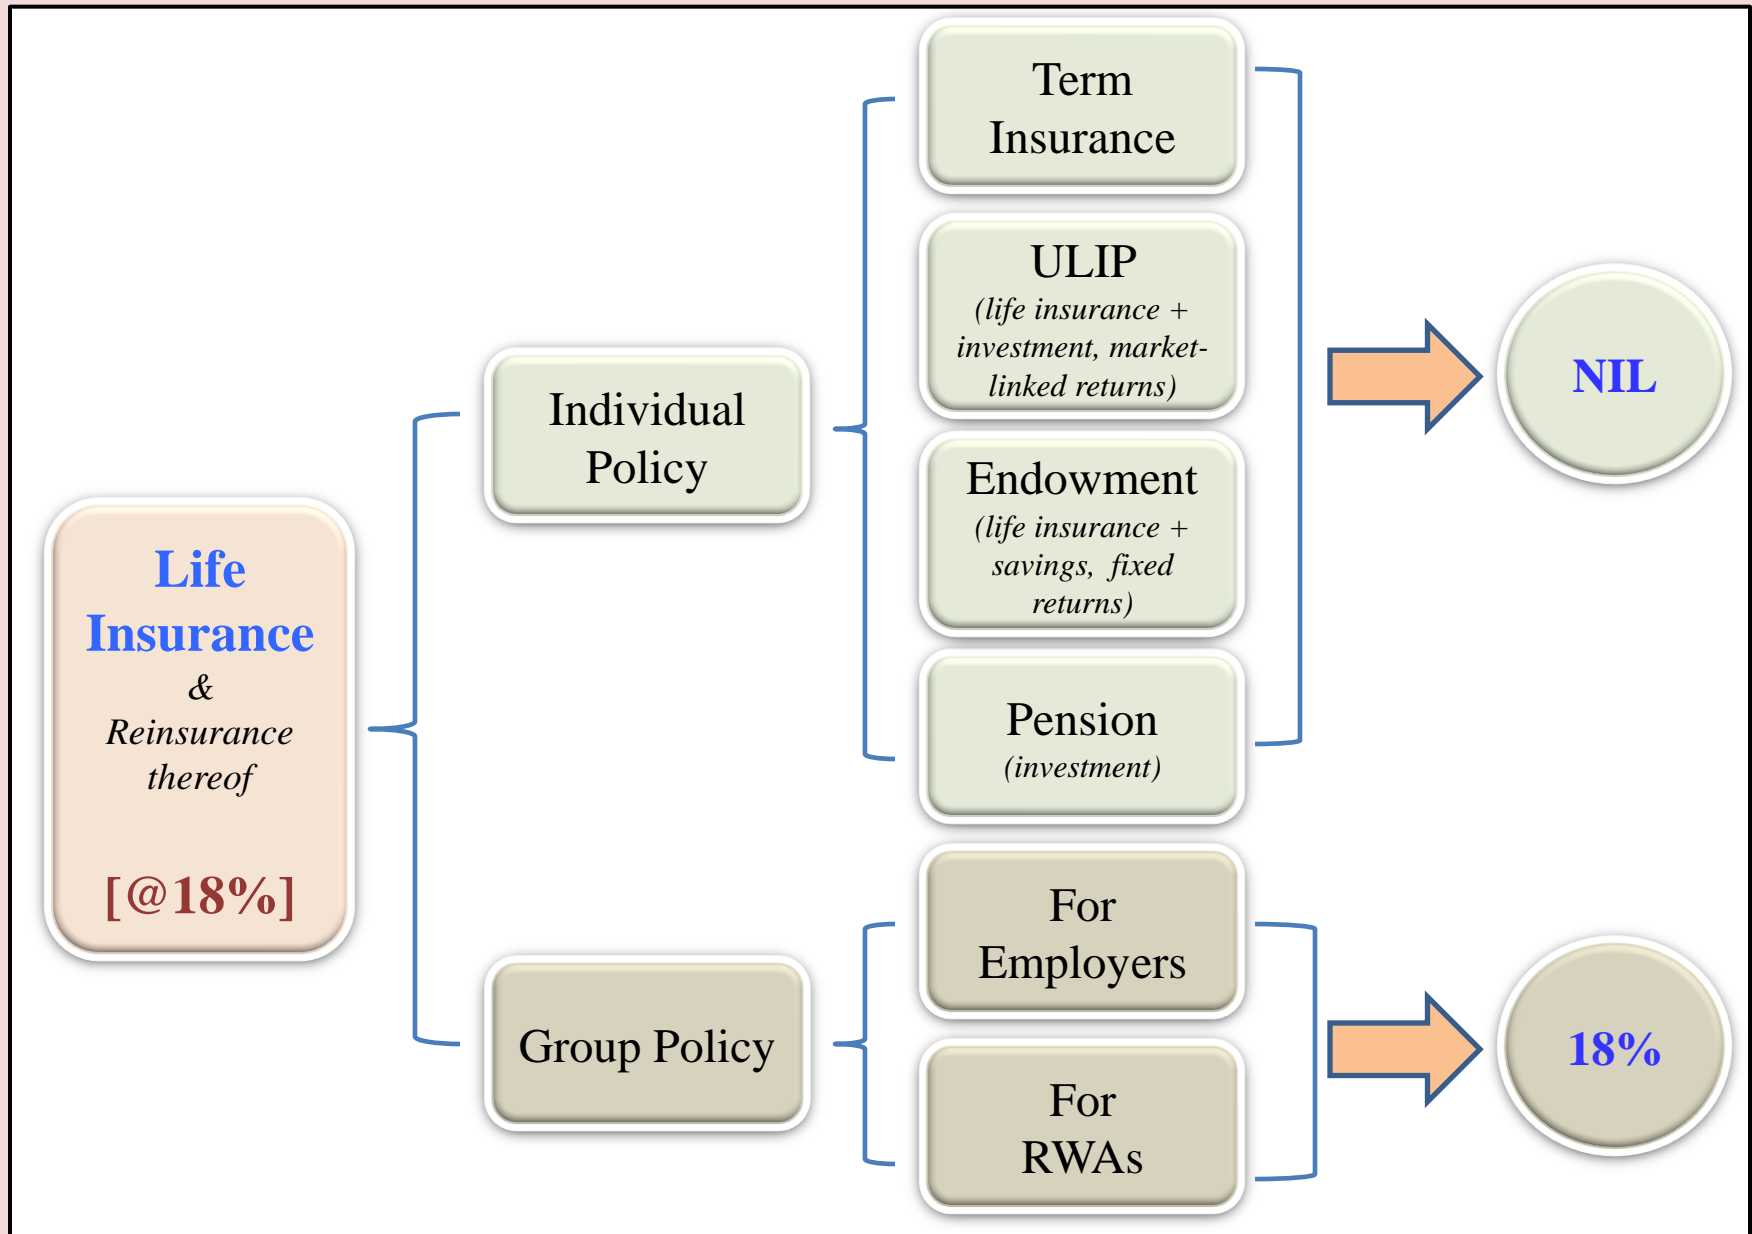 Life
Insurance
&
Reinsurance
thereof
[@18%]
Individual
Policy
Term
Insurance
ULIP
(life insurance +
investment, market-
linked returns)
Endowment
(life insurance +
savings, fixed
returns)
Pension
(investment)
NIL
Group Policy
For
Employers
For
RWAs
18%